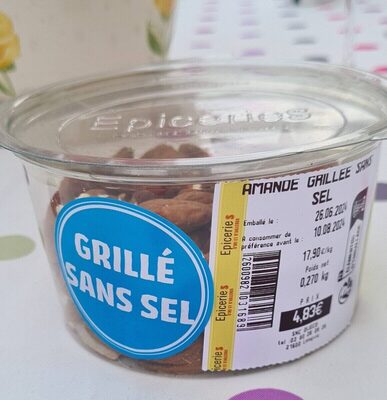 Epiceries
GRILLÉ
SANS SEL
Epiceries
Epiceries
AMANDE GRILLEE SANS
SEL
Emballé le :
26.06.2024
A consommer de
préférence avant le :
10.08.2024
17,90€/kg
Poids net
0,270 kg
PRIX
4,83€